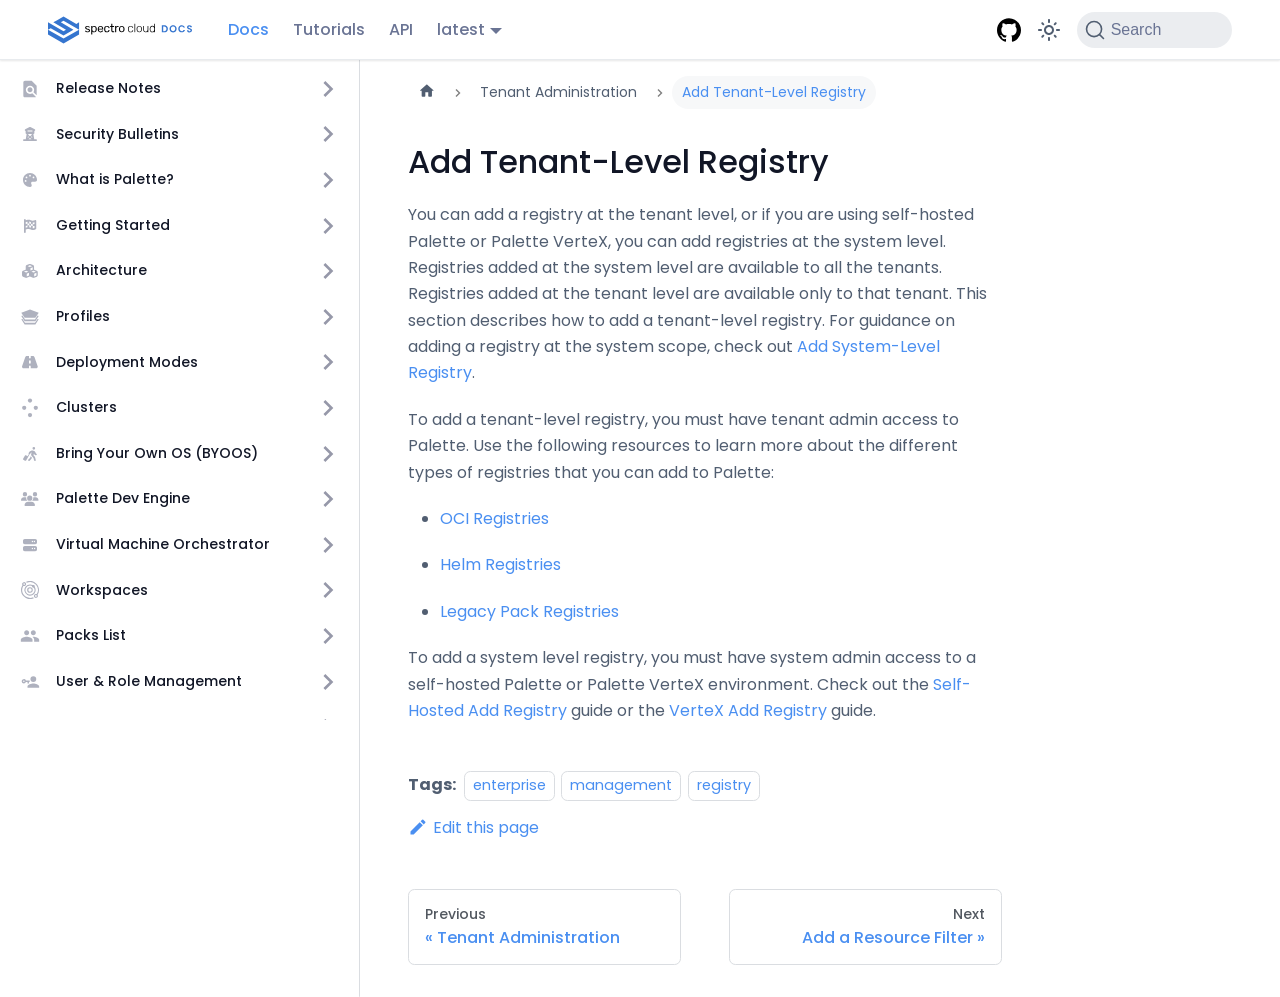 spectro cloud DOCS
Docs
Tutorials
API
latest
Search
Release Notes
Security Bulletins
What is Palette?
Getting Started
Architecture
Profiles
Deployment Modes
Clusters
Bring Your Own OS (BYOOS)
Palette Dev Engine
Virtual Machine Orchestrator
Workspaces
Packs List
User & Role Management
Tenant Administration
Add Tenant-Level Registry
Add Tenant-Level Registry
You can add a registry at the tenant level, or if you are using self-hosted
Palette or Palette VerteX, you can add registries at the system level.
Registries added at the system level are available to all the tenants.
Registries added at the tenant level are available only to that tenant. This
section describes how to add a tenant-level registry. For guidance on
adding a registry at the system scope, check out Add System-Level
Registry.
To add a tenant-level registry, you must have tenant admin access to
Palette. Use the following resources to learn more about the different
types of registries that you can add to Palette:
OCI Registries
Helm Registries
Legacy Pack Registries
To add a system level registry, you must have system admin access to a
self-hosted Palette or Palette VerteX environment. Check out the Self-
Hosted Add Registry guide or the VerteX Add Registry guide.
Tags: enterprise management registry
Edit this page
Previous
« Tenant Administration
Next
Add a Resource Filter »